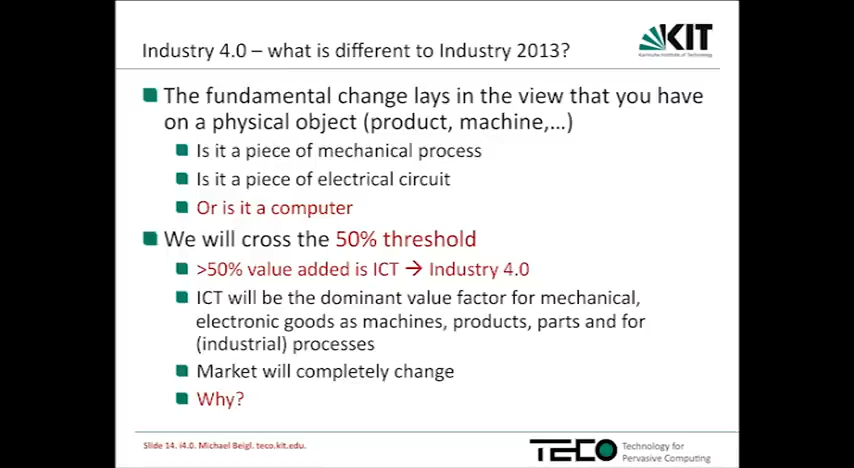 Industry 4.0 – what is different to Industry 2013?
KIT
Karlsruhe Institute of Technology
The fundamental change lays in the view that you have
on a physical object (product, machine,...)
Is it a piece of mechanical process
Is it a piece of electrical circuit
Or is it a computer
We will cross the 50% threshold
>50% value added is ICT → Industry 4.0
ICT will be the dominant value factor for mechanical,
electronic goods as machines, products, parts and for
(industrial) processes
Market will completely change
Why?
Slide 14. i4.0. Michael Beigl. teco.kit.edu.
TECO
Technology for
Pervasive Computing